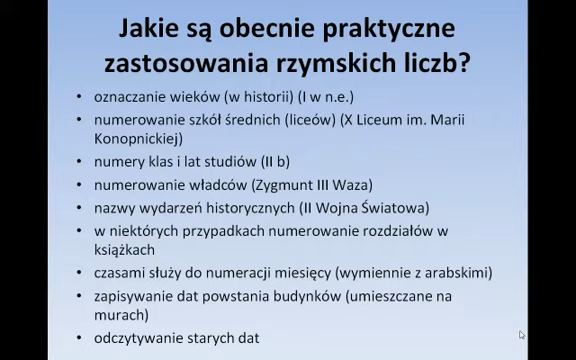 Jakie są obecnie praktyczne
zastosowania rzymskich liczb?
• oznaczanie wieków (w historii) (I w n.e.)
• numerowanie szkół średnich (liceów) (X Liceum im. Marii
Konopnickiej)
• numery klas i lat studiów (II b)
• numerowanie władców (Zygmunt III Waza)
• nazwy wydarzeń historycznych (II Wojna Światowa)
• w niektórych przypadkach numerowanie rozdziałów w
książkach
• czasami służy do numeracji miesięcy (wymiennie z arabskimi)
• zapisywanie dat powstania budynków (umieszczane na
murach)
• odczytywanie starych dat